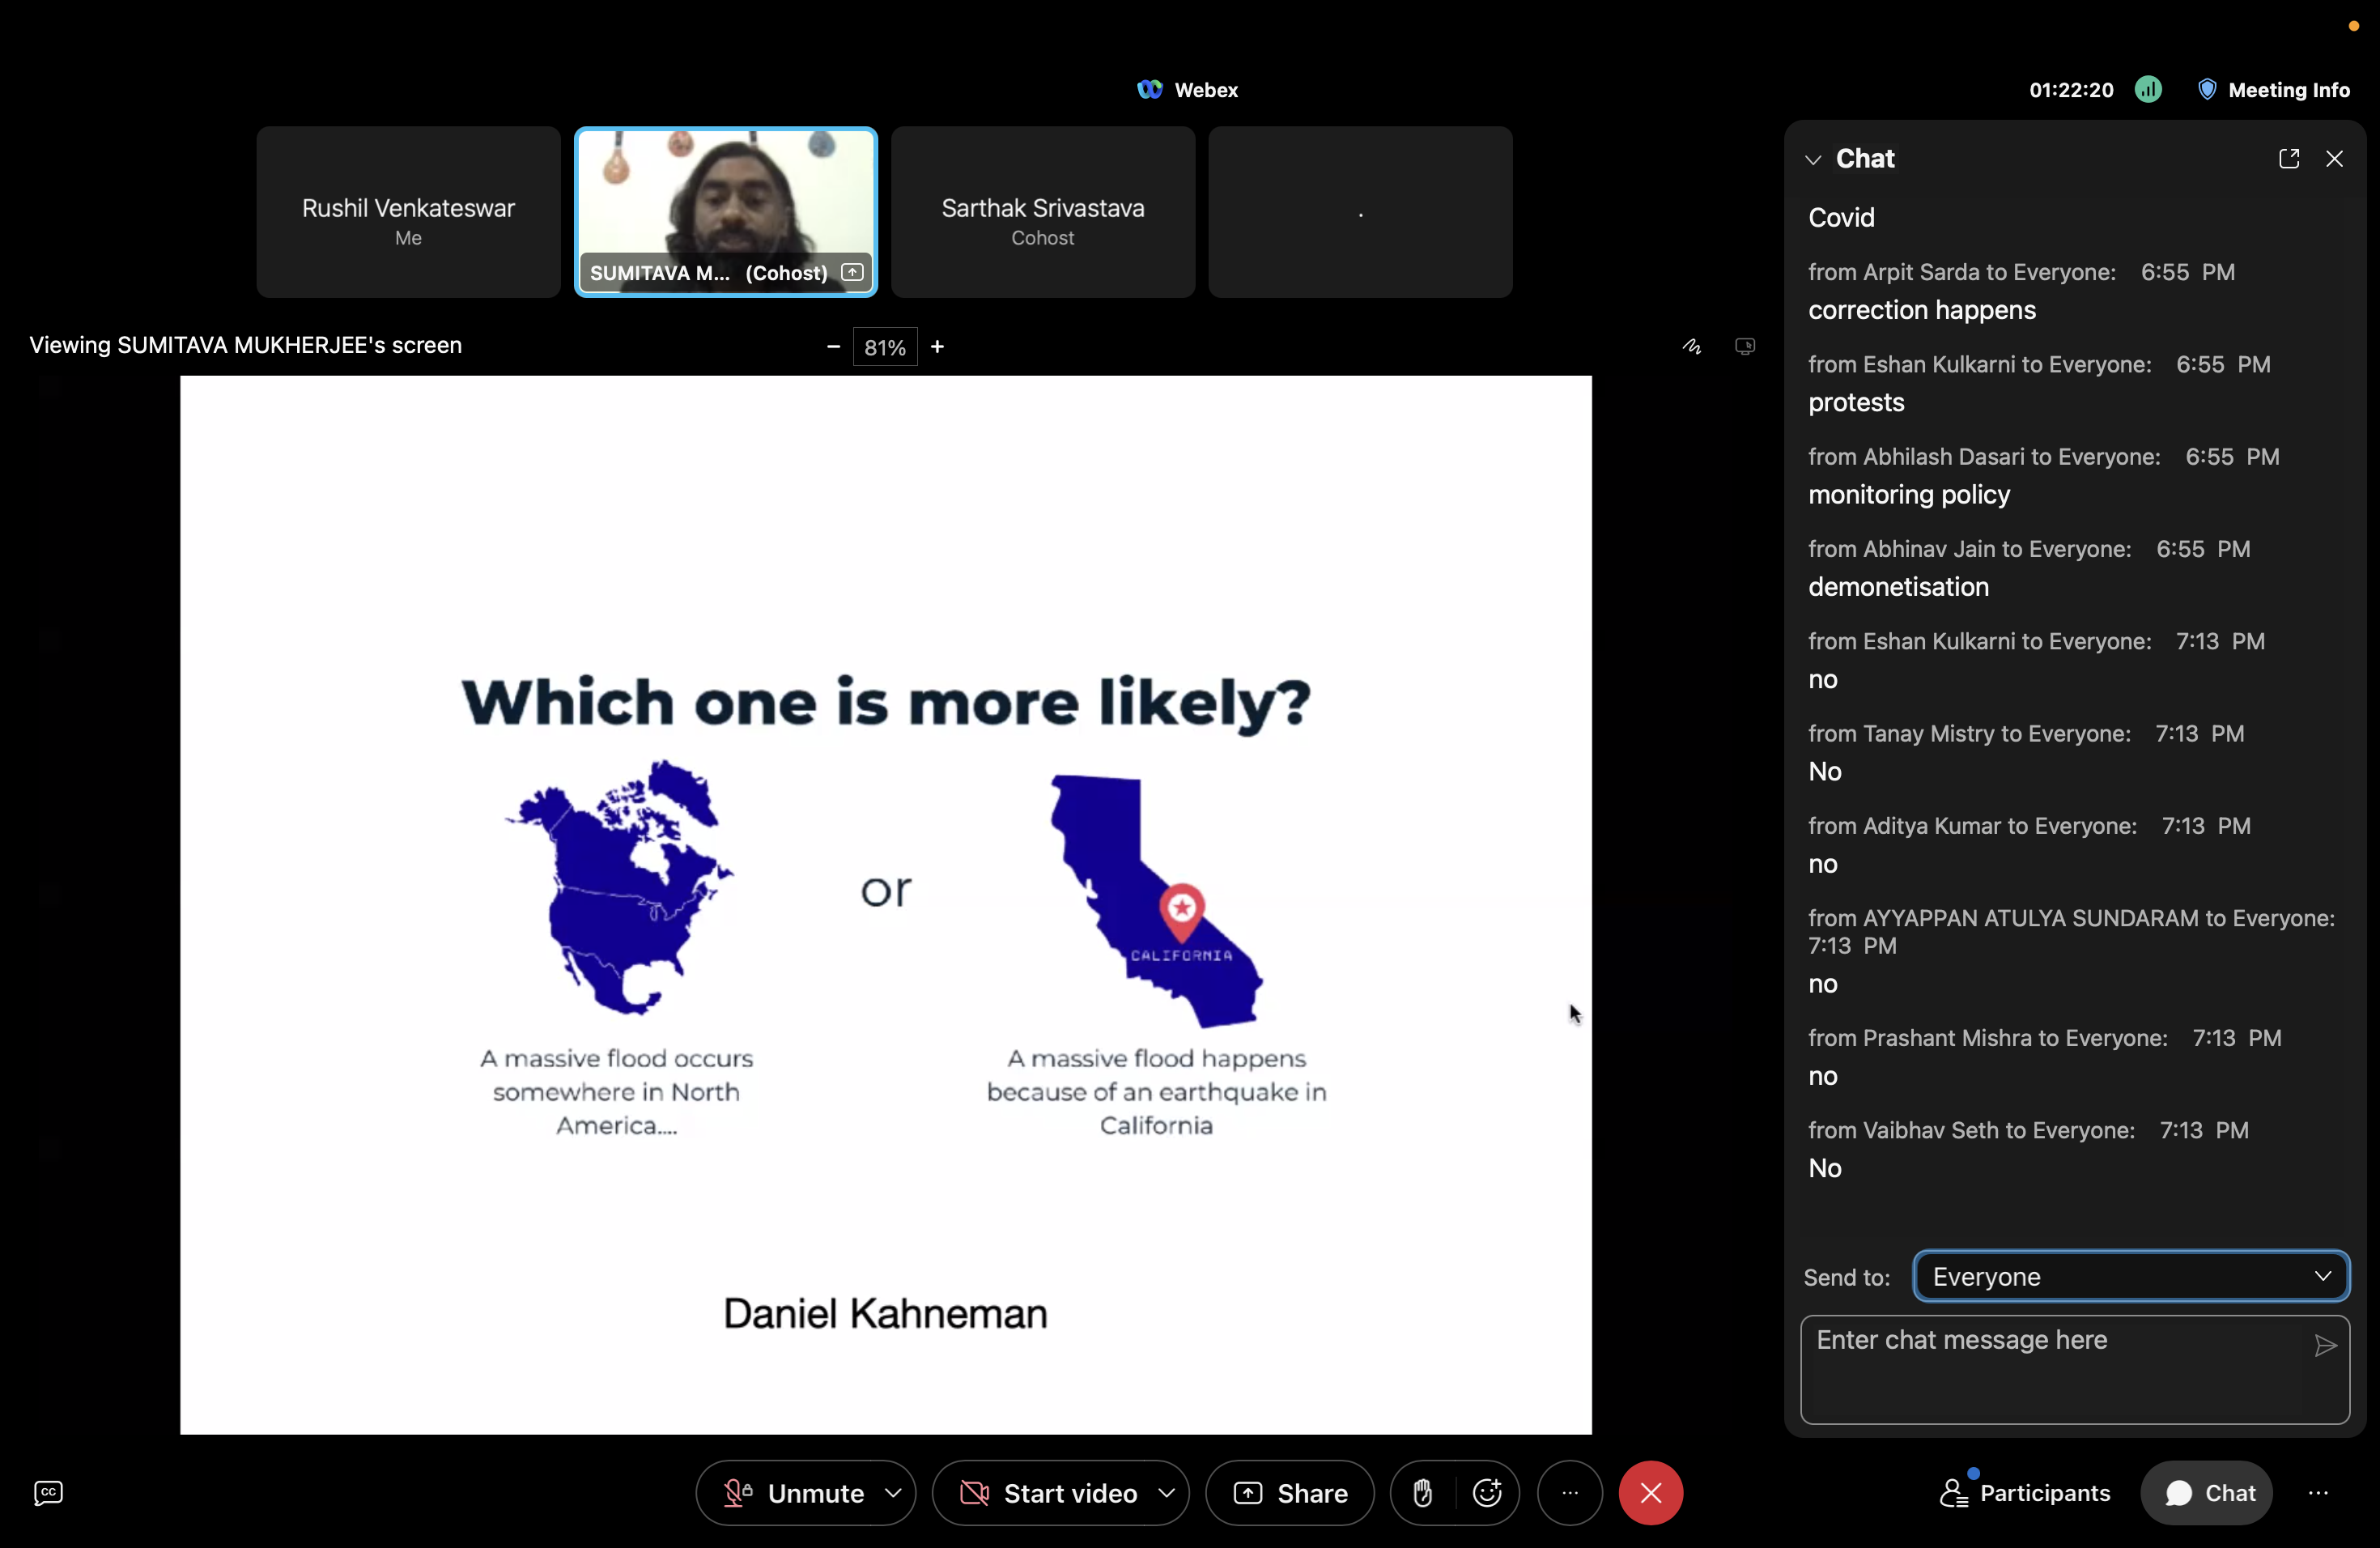 Webex
01:22:20
Meeting Info
Rushil Venkateswar
Me
SUMITAVA M... (Cohost)
Sarthak Srivastava
Cohost
.
Viewing SUMITAVA MUKHERJEE's screen
− 81% +
Which one is more likely?
or
CALIFORNIA
A massive flood occurs
somewhere in North
America....
A massive flood happens
because of an earthquake in
California
Daniel Kahneman
Chat
Covid
from Arpit Sarda to Everyone: 6:55 PM
correction happens
from Eshan Kulkarni to Everyone: 6:55 PM
protests
from Abhilash Dasari to Everyone: 6:55 PM
monitoring policy
from Abhinav Jain to Everyone: 6:55 PM
demonetisation
from Eshan Kulkarni to Everyone: 7:13 PM
no
from Tanay Mistry to Everyone: 7:13 PM
No
from Aditya Kumar to Everyone: 7:13 PM
no
from AYYAPPAN ATULYA SUNDARAM to Everyone:
7:13 PM
no
from Prashant Mishra to Everyone: 7:13 PM
no
from Vaibhav Seth to Everyone: 7:13 PM
No
Send to: Everyone
Enter chat message here
CC
Unmute
Start video
Share
...
Participants
Chat
...